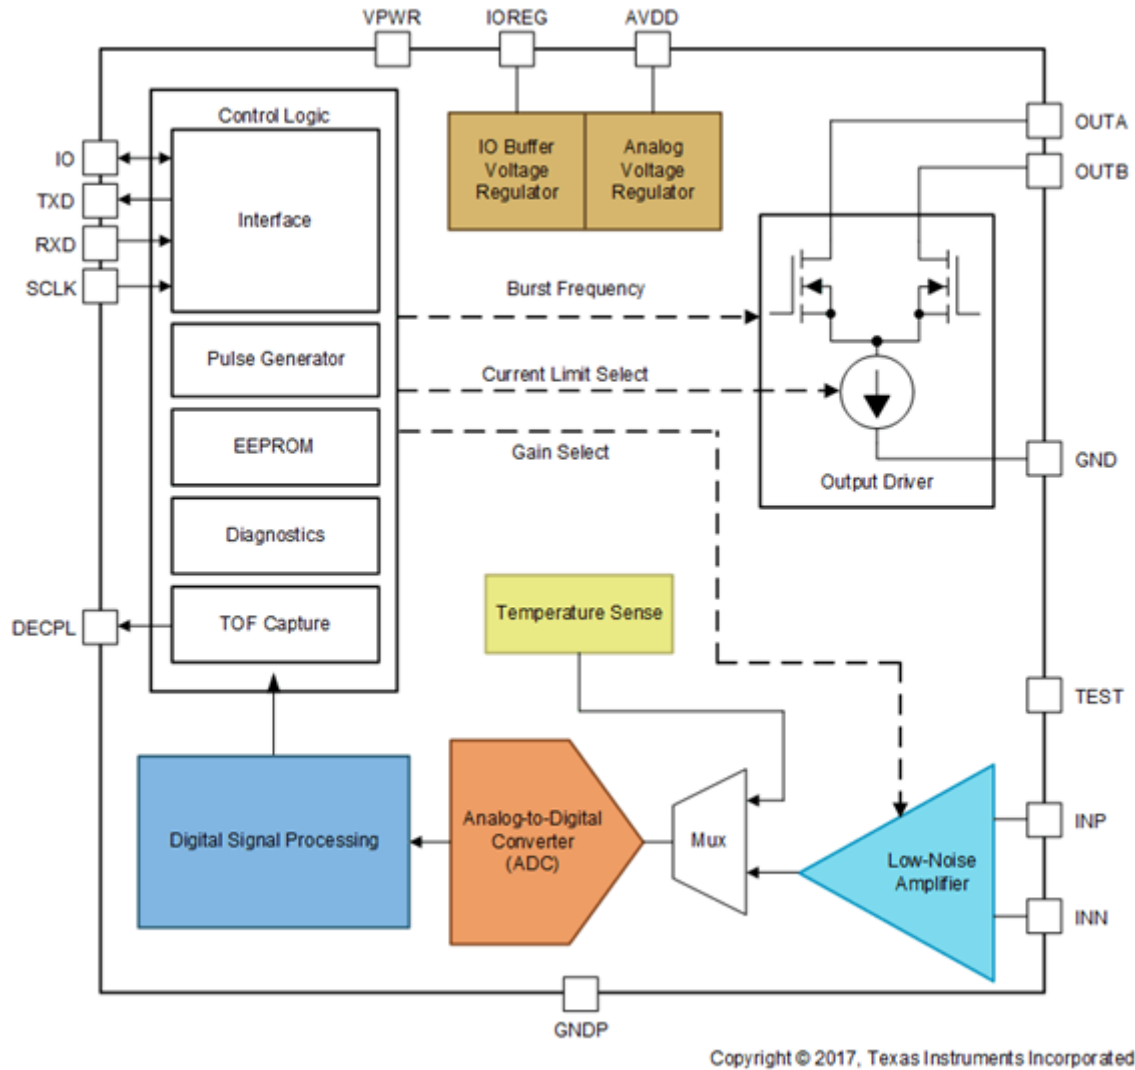 VPWR
IOREG
AVDD
Control Logic
IO
TXD
RXD
SCLK
Interface
IO Buffer
Voltage
Regulator
Analog
Voltage
Regulator
OUTA
OUTB
Burst Frequency
Pulse Generator
Current Limit Select
EEPROM
Gain Select
GND
Output Driver
Diagnostics
DECPL
TOF Capture
Temperature Sense
TEST
Digital Signal Processing
Analog-to-Digital
Converter
(ADC)
Mux
Low-Noise
Amplifier
INP
INN
GNDP
Copyright © 2017, Texas Instruments Incorporated